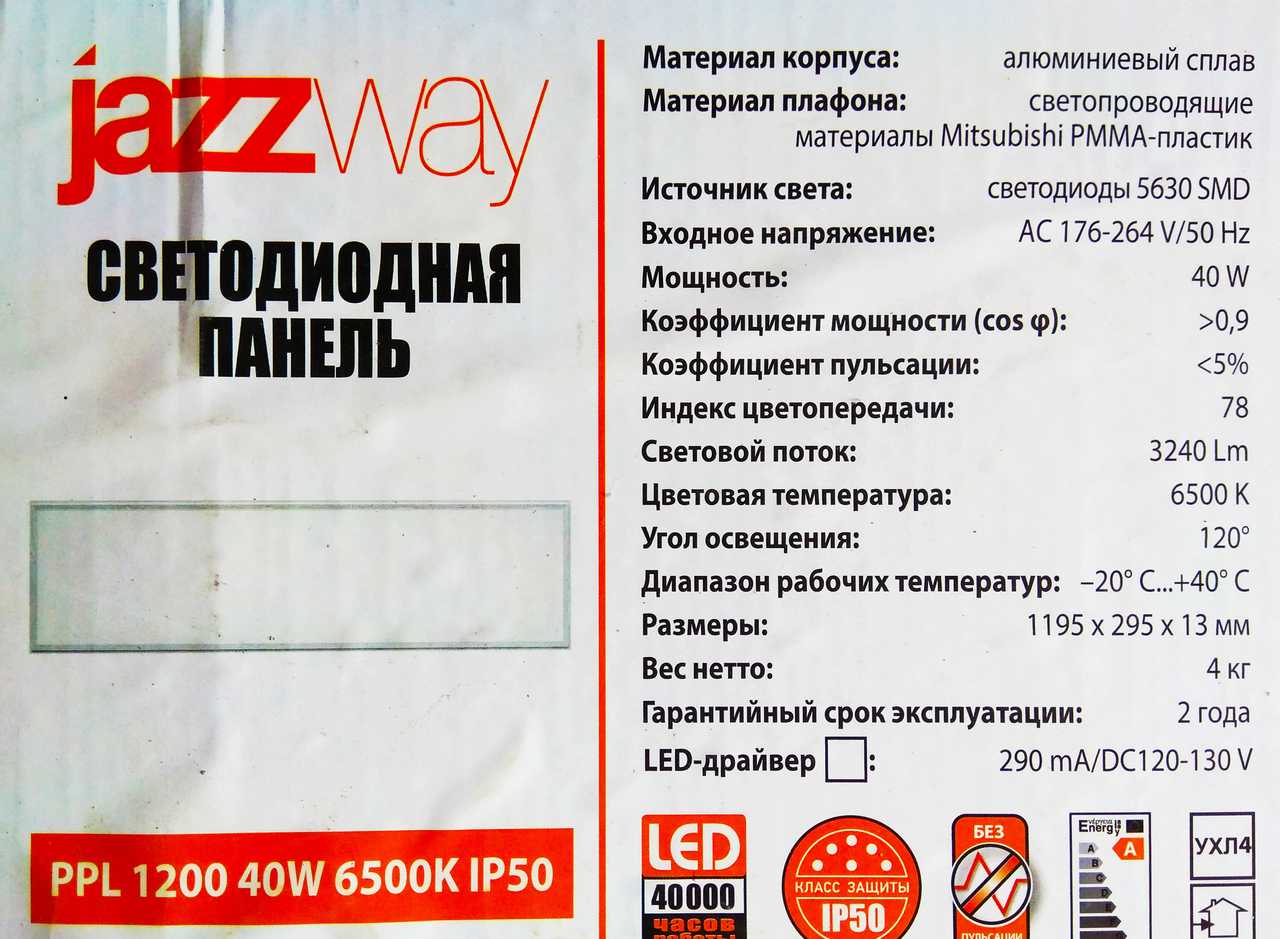 jazzway
СВЕТОДИОДНАЯ
ПАНЕЛЬ
PPL 1200 40W 6500K IP50
Материал корпуса: алюминиевый сплав
Материал плафона: светопроводящие
материалы Mitsubishi PMMA-пластик
Источник света: светодиоды 5630 SMD
Входное напряжение: AC 176-264 V/50 Hz
Мощность: 40 W
Коэффициент мощности (cos φ): >0,9
Коэффициент пульсации: <5%
Индекс цветопередачи: 78
Световой поток: 3240 Lm
Цветовая температура: 6500 K
Угол освещения: 120°
Диапазон рабочих температур: –20° C...+40° C
Размеры: 1195 x 295 x 13 мм
Вес нетто: 4 кг
Гарантийный срок эксплуатации: 2 года
LED-драйвер : 290 mA/DC120-130 V
LED
40000
часов
работы
КЛАСС ЗАЩИТЫ
IP50
БЕЗ
ПУЛЬСАЦИИ
Energ
A
A
B
C
D
E
УХЛ4